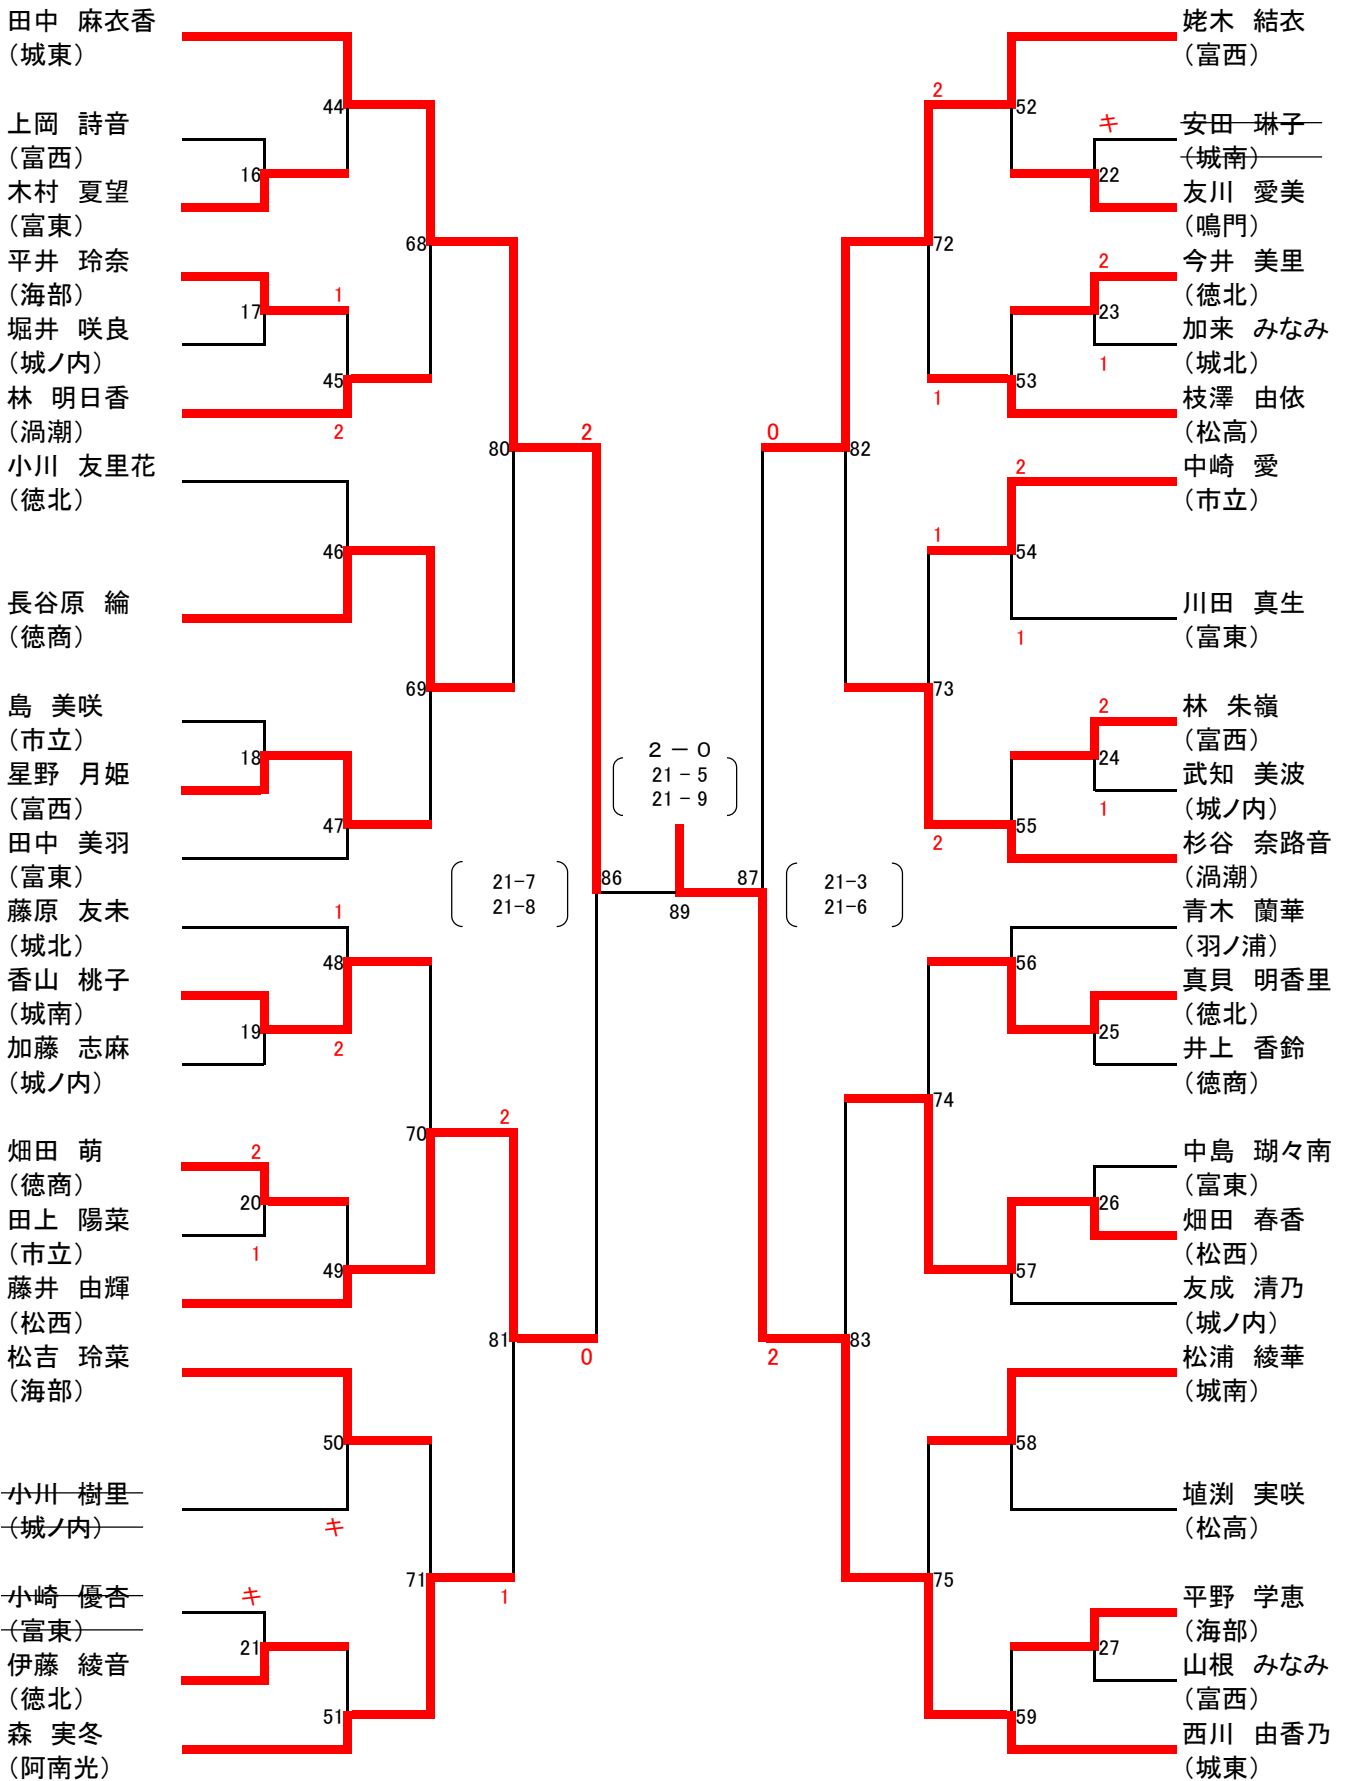 田中 麻衣香
(城東)
44
上岡 詩音
(富西)
16
木村 夏望
(富東)
68
平井 玲奈
(海部)
1
17
堀井 咲良
(城ノ内)
45
林 明日香
(渦潮)
2
80
2
小川 友里花
(徳北)
46
長谷原 綸
(徳商)
69
島 美咲
(市立)
18
星野 月姫
(富西)
47
田中 美羽
(富東)
21-7
21-8
86
藤原 友未
(城北)
1
48
香山 桃子
(城南)
19
加藤 志麻
(城ノ内)
2
70
2
畑田 萌
(徳商)
2
20
田上 陽菜
(市立)
1
49
藤井 由輝
(松西)
81
0
松吉 玲菜
(海部)
50
小川 樹里
(城ノ内)
キ
71
1
小崎 優杏
(富東)
キ
21
伊藤 綾音
(徳北)
51
森 実冬
(阿南光)
2 - 0
21 - 5
21 - 9
89
姥木 結衣
(富西)
2
52
キ
安田 琳子
(城南)
22
友川 愛美
(鳴門)
72
2
今井 美里
(徳北)
23
加来 みなみ
(城北)
1
53
1
枝澤 由依
(松高)
0
82
2
中崎 愛
(市立)
1
54
川田 真生
(富東)
1
73
2
林 朱嶺
(富西)
24
武知 美波
(城ノ内)
1
55
2
杉谷 奈路音
(渦潮)
87
21-3
21-6
青木 蘭華
(羽ノ浦)
56
真貝 明香里
(徳北)
25
井上 香鈴
(徳商)
74
中島 瑚々南
(富東)
26
畑田 春香
(松西)
57
友成 清乃
(城ノ内)
83
2
松浦 綾華
(城南)
58
埴渕 実咲
(松高)
75
平野 学恵
(海部)
27
山根 みなみ
(富西)
59
西川 由香乃
(城東)